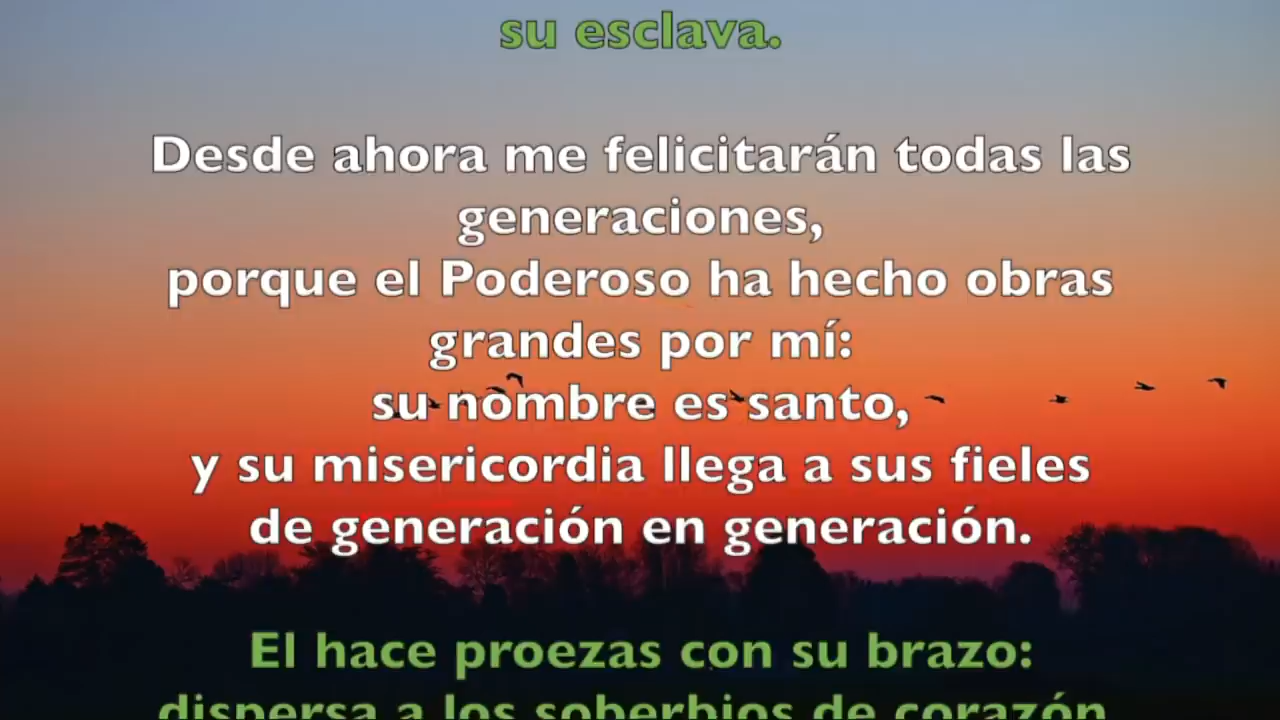 su esclava.
Desde ahora me felicitarán todas las
generaciones,
porque el Poderoso ha hecho obras
grandes por mí:
su nombre es santo,
y su misericordia llega a sus fieles
de generación en generación.
El hace proezas con su brazo:
dispersa a los soberbios de corazón